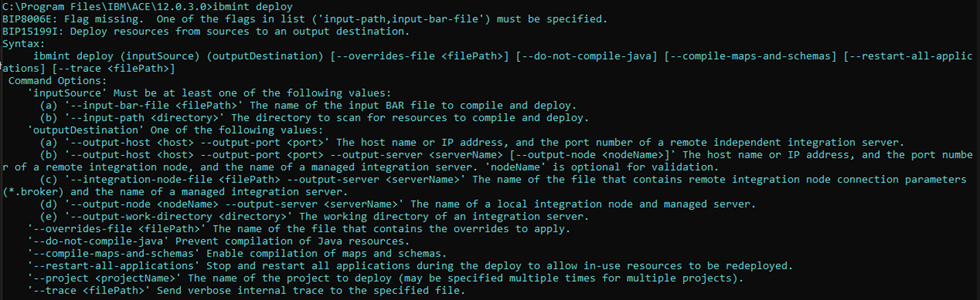 C:\Program Files\IBM\ACE\12.0.3.0>ibmint deploy
BIP8006E: Flag missing.  One of the flags in list ('input-path,input-bar-file') must be specified.
BIP15199I: Deploy resources from sources to an output destination.
Syntax:
     ibmint deploy (inputSource) (outputDestination) [--overrides-file <filePath>] [--do-not-compile-java] [--compile-maps-and-schemas] [--restart-all-applic
ations] [--trace <filePath>]
 Command Options:
    'inputSource' Must be at least one of the following values:
      (a) '--input-bar-file <filePath>' The name of the input BAR file to compile and deploy.
      (b) '--input-path <directory>' The directory to scan for resources to compile and deploy.
    'outputDestination' One of the following values:
      (a) '--output-host <host> --output-port <port>' The host name or IP address, and the port number of a remote independent integration server.
      (b) '--output-host <host> --output-port <port> --output-server <serverName> [--output-node <nodeName>]' The host name or IP address, and the port numbe
r of a remote integration node, and the name of a managed integration server. 'nodeName' is optional for validation.
      (c) '--integration-node-file <filePath> --output-server <serverName>' The name of the file that contains remote integration node connection parameters
(*.broker) and the name of a managed integration server.
      (d) '--output-node <nodeName> --output-server <serverName>' The name of a local integration node and managed server.
      (e) '--output-work-directory <directory>' The working directory of an integration server.
    '--overrides-file <filePath>' The name of the file that contains the overrides to apply.
    '--do-not-compile-java' Prevent compilation of Java resources.
    '--compile-maps-and-schemas' Enable compilation of maps and schemas.
    '--restart-all-applications' Stop and restart all applications during the deploy to allow in-use resources to be redeployed.
    '--project <projectName>' The name of the project to deploy (may be specified multiple times for multiple projects).
    '--trace <filePath>' Send verbose internal trace to the specified file.